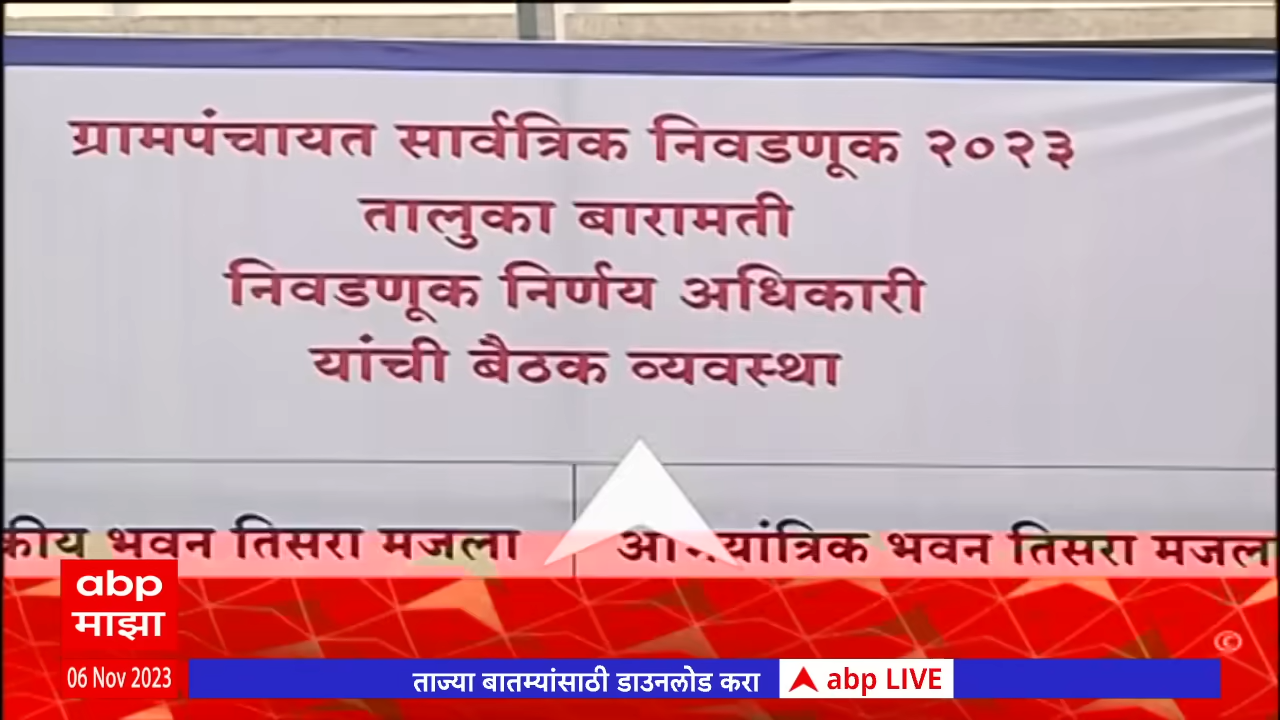 ग्रामपंचायत सार्वत्रिक निवडणूक २०२३
तालुका बारामती
निवडणूक निर्णय अधिकारी
यांची बैठक व्यवस्था
भवन तिसरा मजला
भवन तिसरा मजला
abp
माझा
©
06 Nov 2023
ताज्या बातम्यांसाठी डाउनलोड करा
abp LIVE